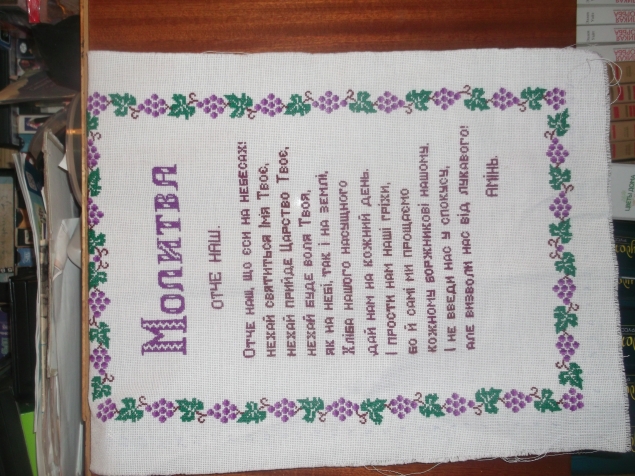 Молитва
ОТЧЕ НАШ.
Отче наш, що єси на небесах!
нехай святиться Імя Твоє,
нехай прийде Царство Твоє,
нехай буде воля Твоя,
як на небі, так і на землі,
Хліба нашого насущного
дай нам на кожний день.
І прости нам наші гріхи,
бо й самі ми прощаємо
кожному боржникові нашому.
І не введи нас у спокусу,
але визволи нас від лукавого!
АМІНЬ.